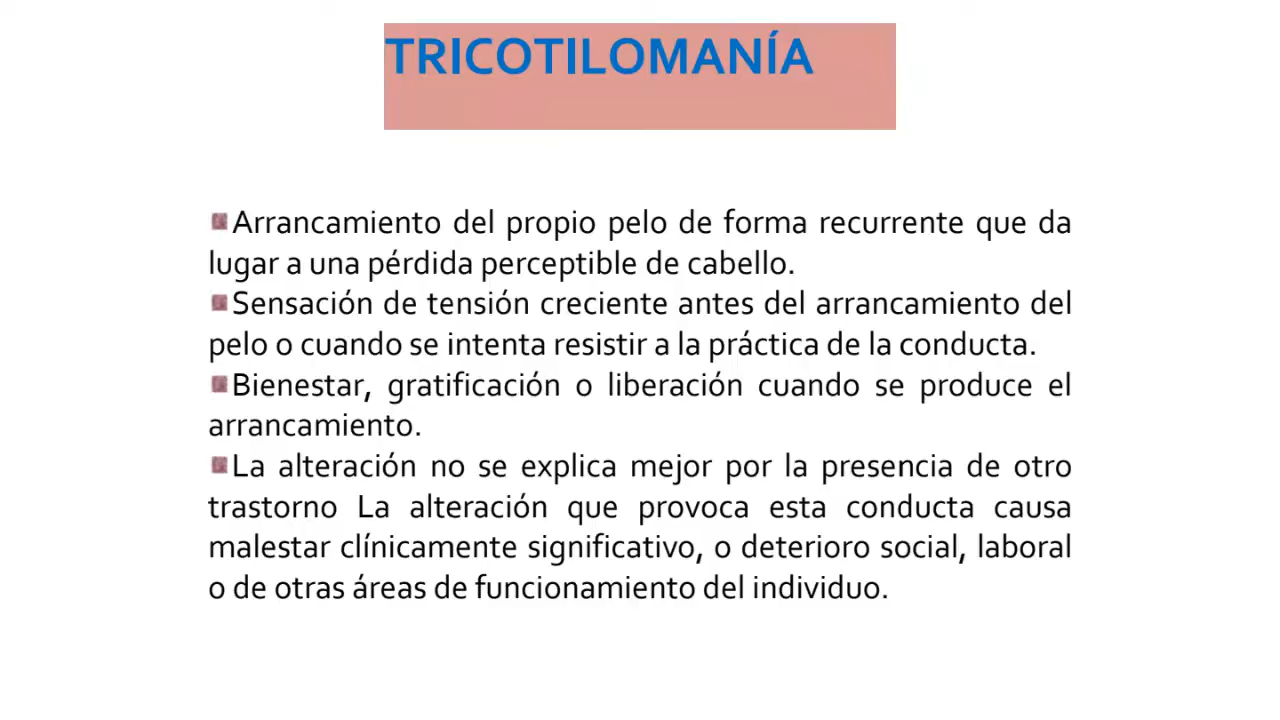 TRICOTILOMANÍA
Arrancamiento del propio pelo de forma recurrente que da
lugar a una pérdida perceptible de cabello.
Sensación de tensión creciente antes del arrancamiento del
pelo o cuando se intenta resistir a la práctica de la conducta.
Bienestar, gratificación o liberación cuando se produce el
arrancamiento.
La alteración no se explica mejor por la presencia de otro
trastorno La alteración que provoca esta conducta causa
malestar clínicamente significativo, o deterioro social, laboral
o de otras áreas de funcionamiento del individuo.